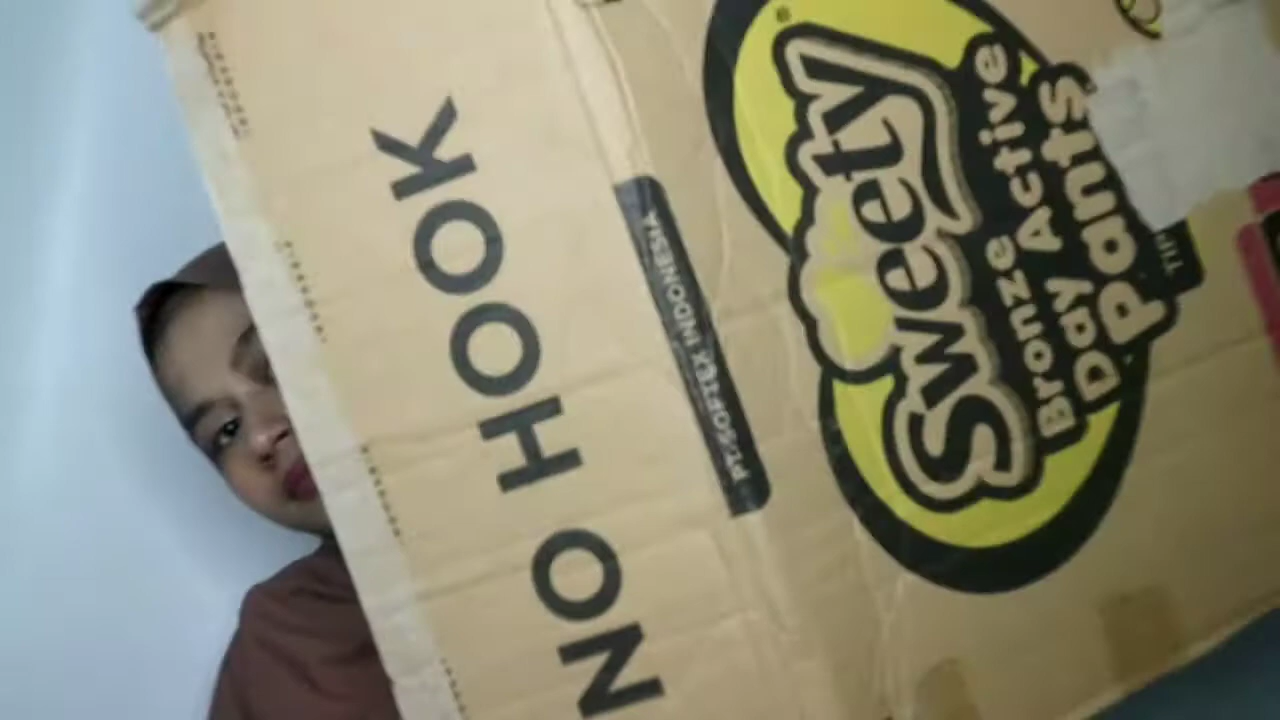 NO HOOK
PT. SOFTEX INDONESIA
Sweety
Bronze Active
Day
Pants